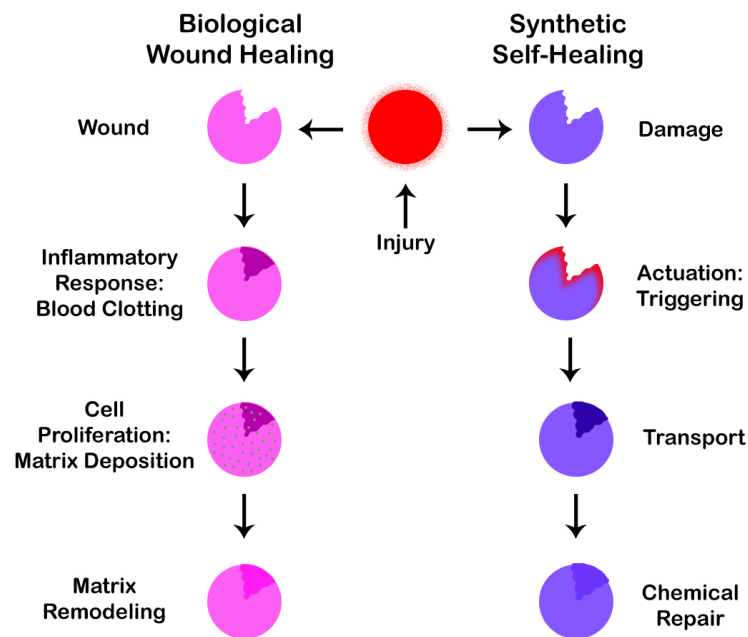 Biological
Wound Healing
Synthetic
Self-Healing
Wound
Damage
Injury
Inflammatory
Response:
Blood Clotting
Actuation:
Triggering
Cell
Proliferation:
Matrix Deposition
Transport
Matrix
Remodeling
Chemical
Repair